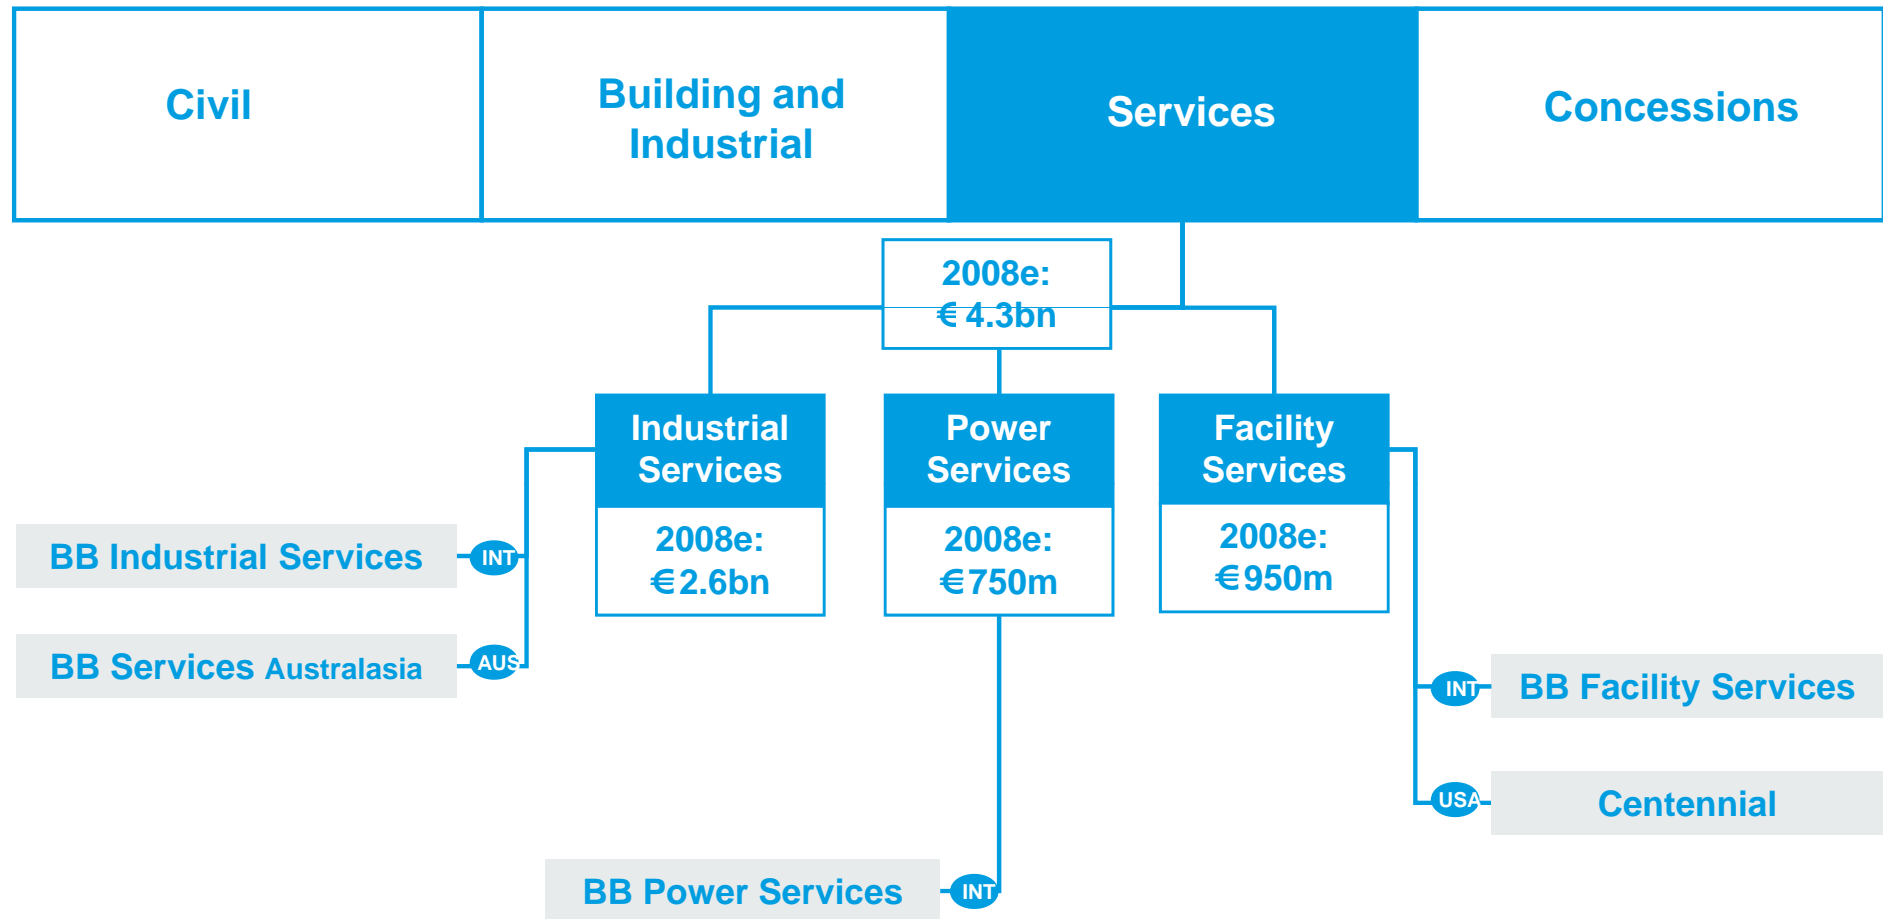 Civil
Building and
Industrial
Services
Concessions
2008e:
€ 4.3bn
Industrial
Services
2008e:
€ 2.6bn
Power
Services
2008e:
€ 750m
Facility
Services
2008e:
€ 950m
BB Industrial Services
INT
BB Services Australasia
AUS
INT
BB Facility Services
USA
Centennial
BB Power Services
INT